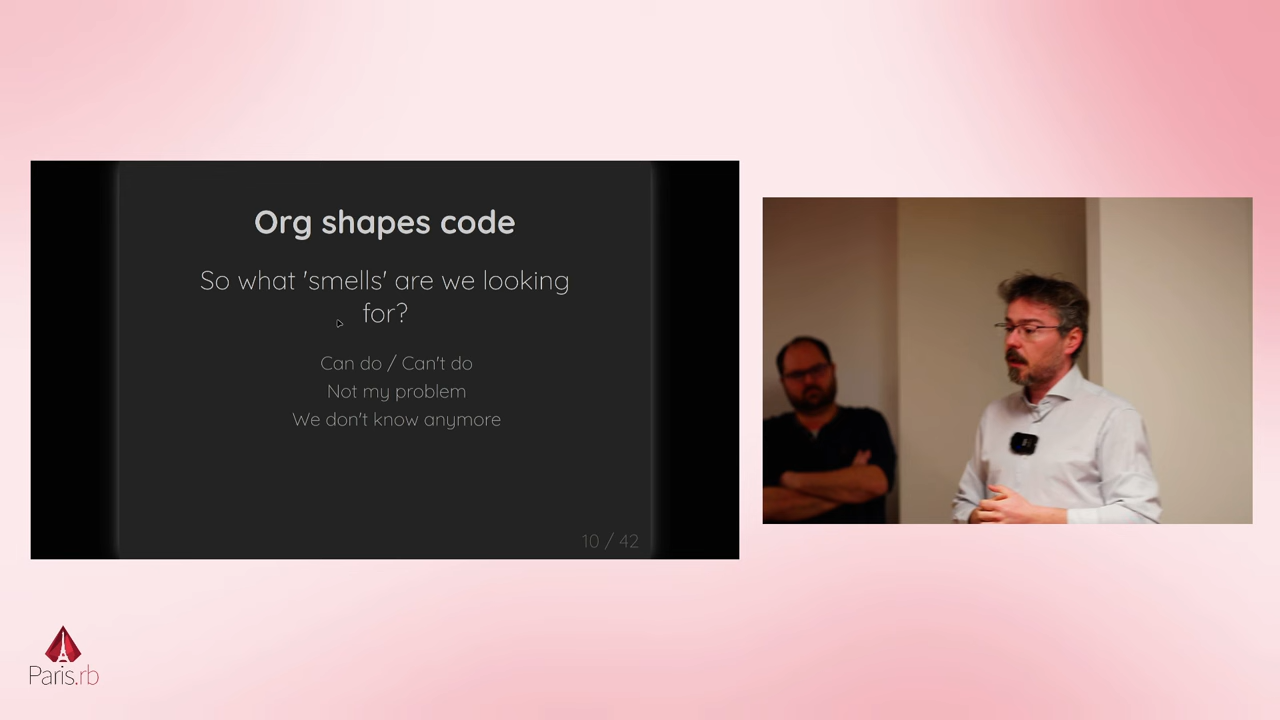 Org shapes code
So what 'smells' are we looking
for?
Can do / Can't do
Not my problem
We don't know anymore
10 / 42
Paris.rb